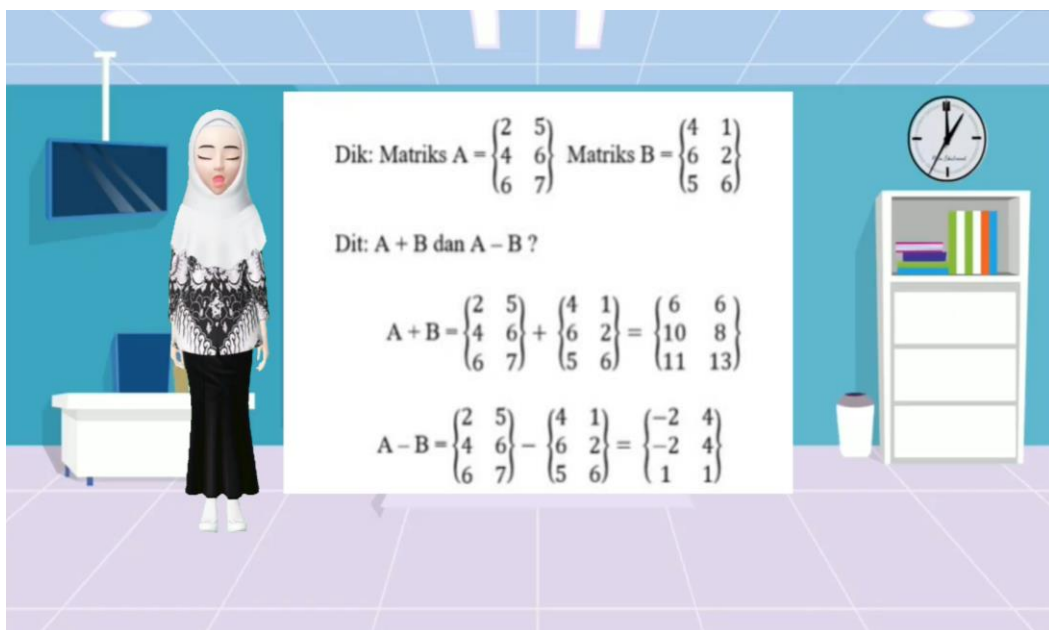 Dik: Matriks A = {2 5 Matriks B = {4 1
4 6 6 2
6 7} 5 6}
Dit: A + B dan A – B ?
A + B = {2 5 + {4 1 = {6 6
4 6 6 2 10 8
6 7} 5 6} 11 13}
A – B = {2 5 – {4 1 = {−2 4
4 6 6 2 −2 4
6 7} 5 6} 1 1}